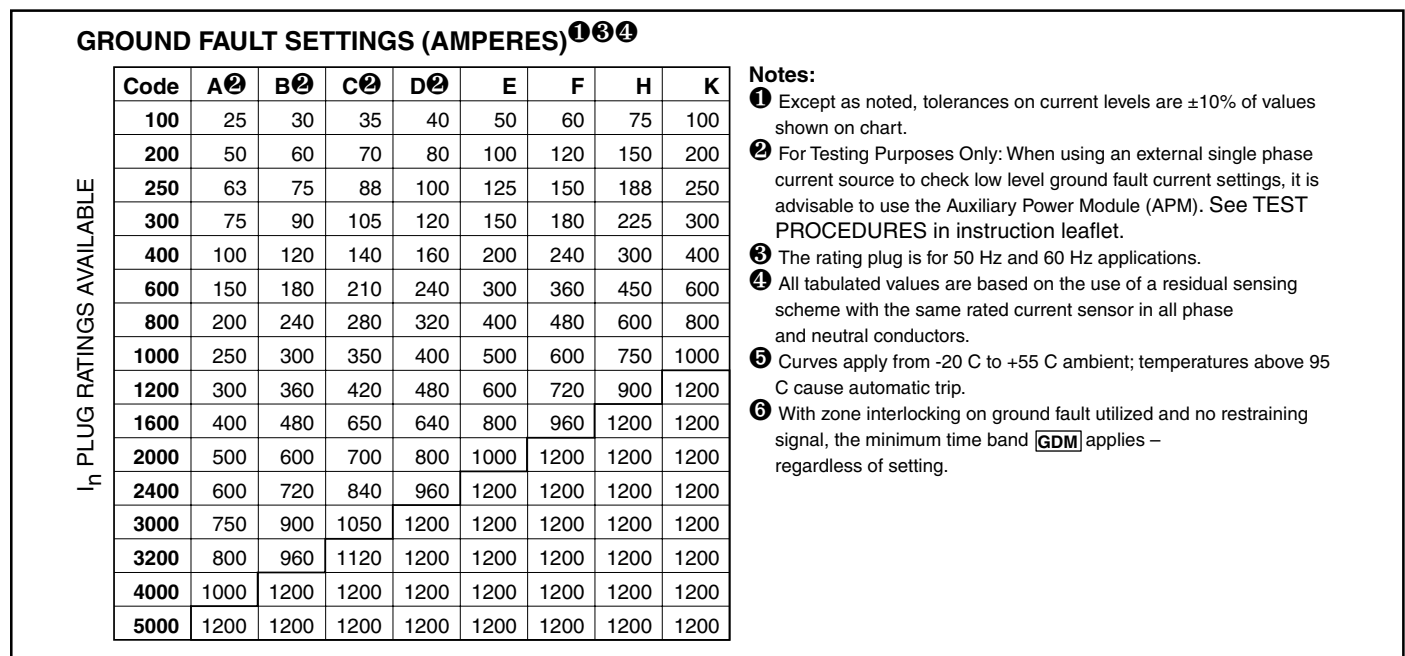 GROUND FAULT SETTINGS (AMPERES)❶❸❹
Code A❷ B❷ C❷ D❷ E F H K
100 25 30 35 40 50 60 75 100
200 50 60 70 80 100 120 150 200
250 63 75 88 100 125 150 188 250
300 75 90 105 120 150 180 225 300
400 100 120 140 160 200 240 300 400
600 150 180 210 240 300 360 450 600
800 200 240 280 320 400 480 600 800
1000 250 300 350 400 500 600 750 1000
1200 300 360 420 480 600 720 900 1200
1600 400 480 650 640 800 960 1200 1200
2000 500 600 700 800 1000 1200 1200 1200
2400 600 720 840 960 1200 1200 1200 1200
3000 750 900 1050 1200 1200 1200 1200 1200
3200 800 960 1120 1200 1200 1200 1200 1200
4000 1000 1200 1200 1200 1200 1200 1200 1200
5000 1200 1200 1200 1200 1200 1200 1200 1200
In PLUG RATINGS AVAILABLE
Notes:
❶ Except as noted, tolerances on current levels are ±10% of values
shown on chart.
❷ For Testing Purposes Only: When using an external single phase
current source to check low level ground fault current settings, it is
advisable to use the Auxiliary Power Module (APM). See TEST
PROCEDURES in instruction leaflet.
❸ The rating plug is for 50 Hz and 60 Hz applications.
❹ All tabulated values are based on the use of a residual sensing
scheme with the same rated current sensor in all phase
and neutral conductors.
❺ Curves apply from -20 C to +55 C ambient; temperatures above 95
C cause automatic trip.
❻ With zone interlocking on ground fault utilized and no restraining
signal, the minimum time band GDM applies –
regardless of setting.